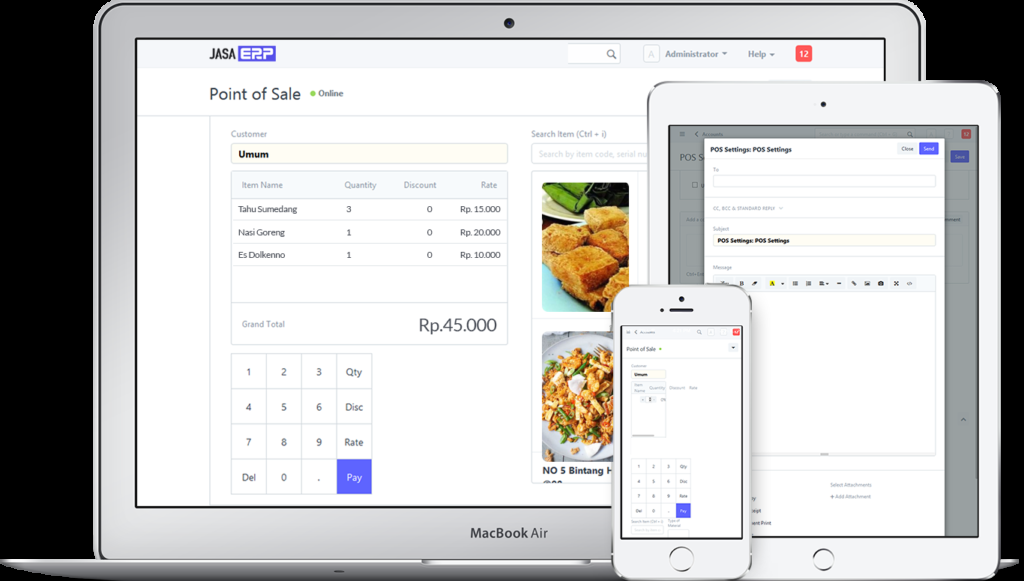 JASA ERP
A Administrator Help 12
Point of Sale Online
Customer
Umum
Item Name Quantity Discount Rate
Tahu Sumedang 3 0 Rp. 15.000
Nasi Goreng 1 0 Rp. 20.000
Es Dolkenno 1 0 Rp. 10.000
Grand Total Rp.45.000
1 2 3 Qty
4 5 6 Disc
7 8 9 Rate
Del 0 . Pay
Search Item (Ctrl + i)
Search by item code, serial nu
NO 5 Bintang H
MacBook Air
Accounts
POS S
POS Settings: POS Settings Close Send
Save
To
CC, BCC & STANDARD REPLY
Subject
POS Settings: POS Settings
Message
Select Attachments
+ Add Attachment
Point of Sale
Customer
Umum
Item Name Quantity Discount Rate
1 2 3 Qty
4 5 6 Disc
7 8 9 Rate
Del 0 . Pay
Search Item (Ctrl + i) Type of Material